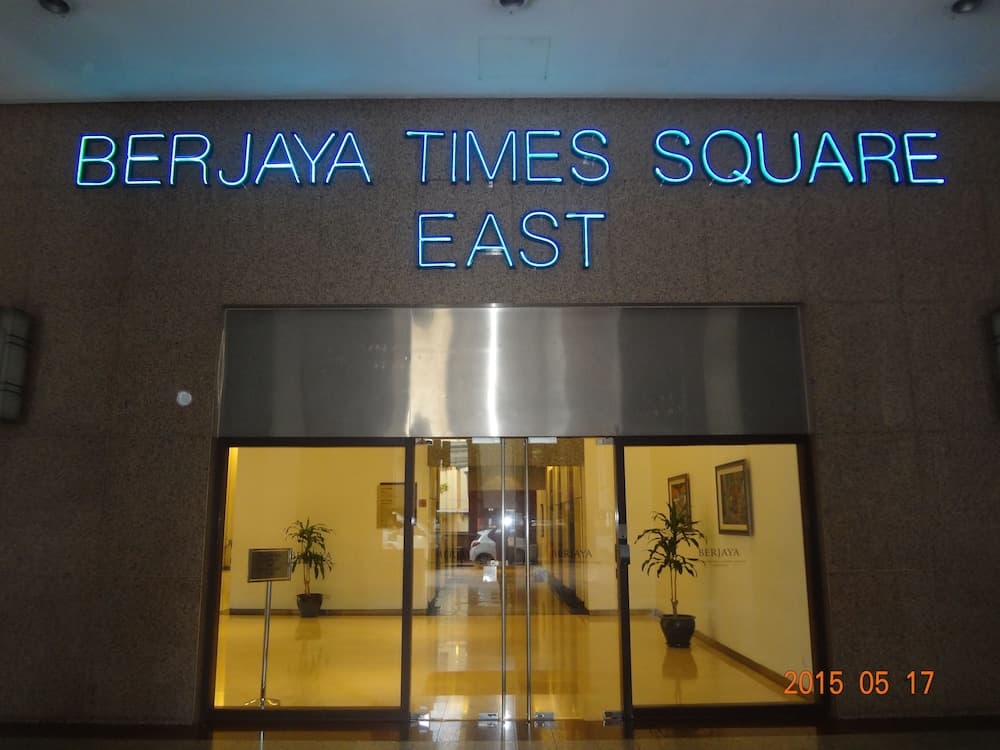 BERJAYA TIMES SQUARE
EAST
BERJAYA
BERJAYA
2015 05 17